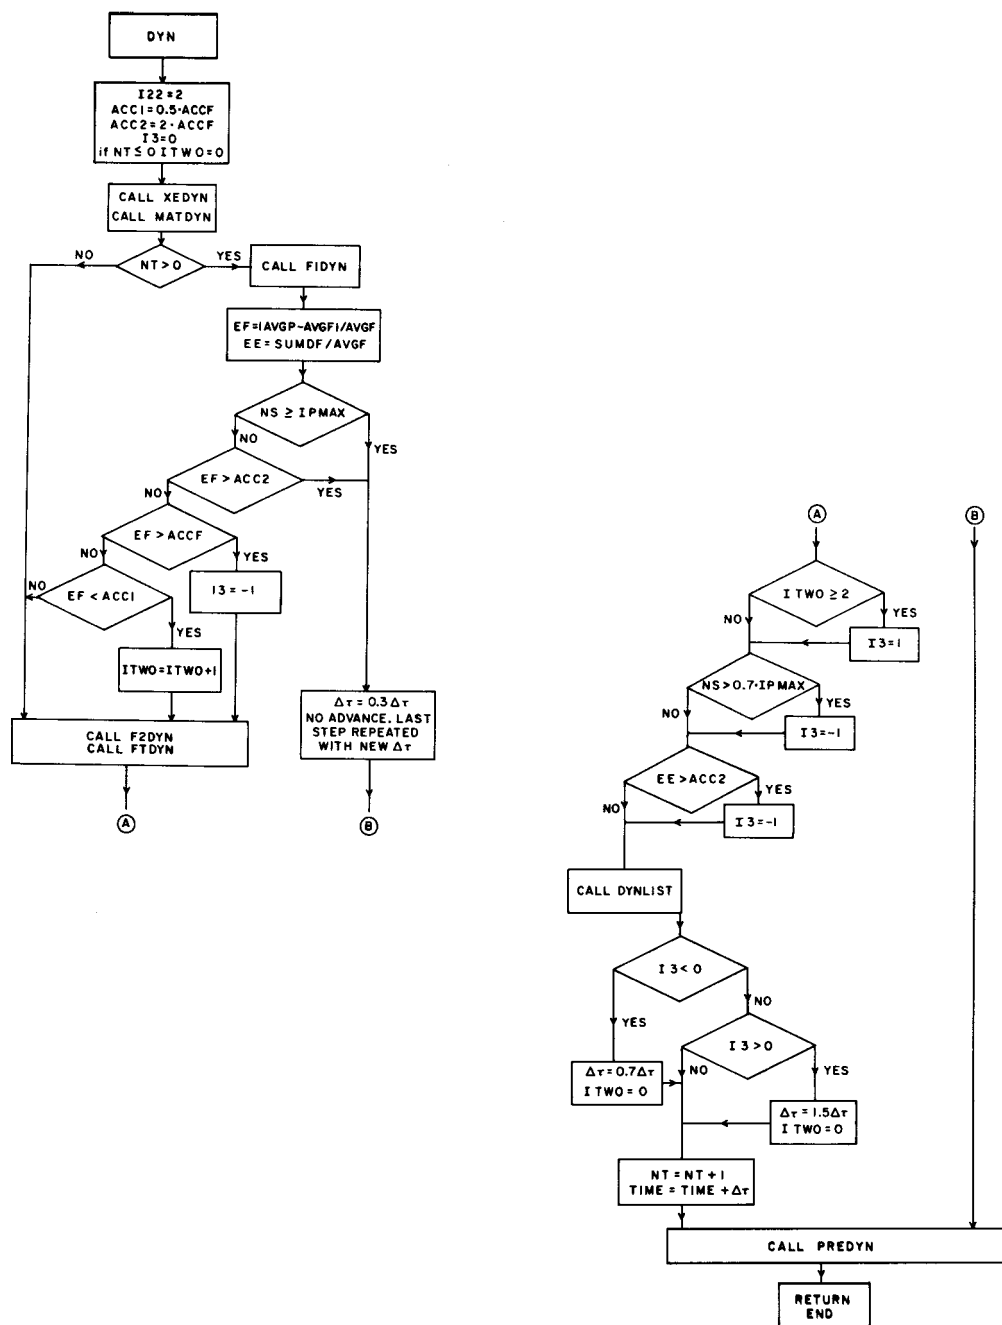 DYN
I22=2
ACC1=0.5·ACCF
ACC2=2·ACCF
I3=0
if NT≤0 ITWO=0
CALL XEDYN
CALL MATDYN
NT>0
NO
YES
CALL F1DYN
EF=|AVGP-AVGF|/AVGF
EE=SUMDF/AVGF
NS ≥ IPMAX
NO
YES
EF>ACC2
NO
YES
EF>ACCF
NO
YES
EF<ACC1
NO
YES
I3=-1
ITWO=ITWO+1
CALL F2DYN
CALL FTDYN
A
Δτ=0.3Δτ
NO ADVANCE. LAST
STEP REPEATED
WITH NEW Δτ
B
A
B
ITWO≥2
NO
YES
I3=1
NS>0.7·IPMAX
NO
YES
I3=-1
EE>ACC2
NO
YES
I3=-1
CALL DYNLIST
I3<0
YES
NO
I3>0
NO
YES
Δτ=0.7Δτ
ITWO=0
Δτ=1.5Δτ
ITWO=0
NT=NT+1
TIME=TIME+Δτ
CALL PREDYN
RETURN
END